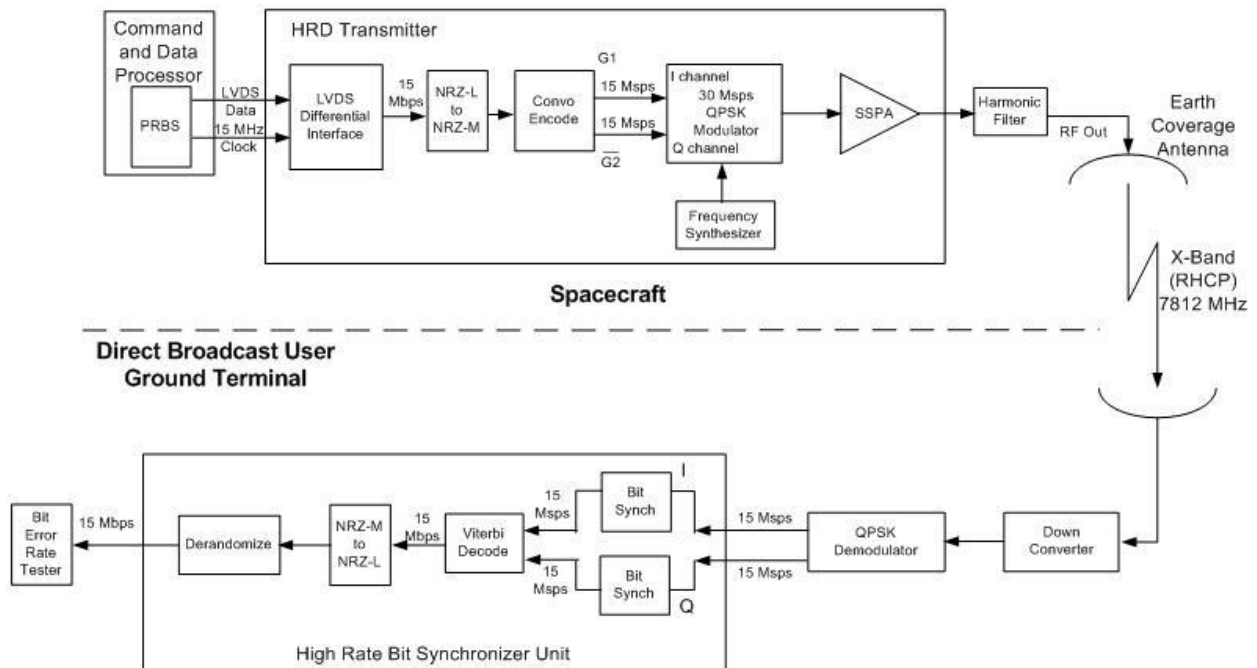 Command
and Data
Processor
PRBS
LVDS
Data
15 MHz
Clock
HRD Transmitter
LVDS
Differential
Interface
15
Mbps
NRZ-L
to
NRZ-M
Convo
Encode
G1
15 Msps
15 Msps
G2
I channel
30 Msps
QPSK
Modulator
Q channel
Frequency
Synthesizer
SSPA
Harmonic
Filter
RF Out
Earth
Coverage
Antenna
X-Band
(RHCP)
7812 MHz
Spacecraft
Direct Broadcast User
Ground Terminal
Bit
Error
Rate
Tester
15 Mbps
Derandomize
NRZ-M
to
NRZ-L
15
Mbps
Viterbi
Decode
15
Msps
15
Msps
Bit
Synch
I
Bit
Synch
Q
15 Msps
15 Msps
QPSK
Demodulator
Down
Converter
High Rate Bit Synchronizer Unit